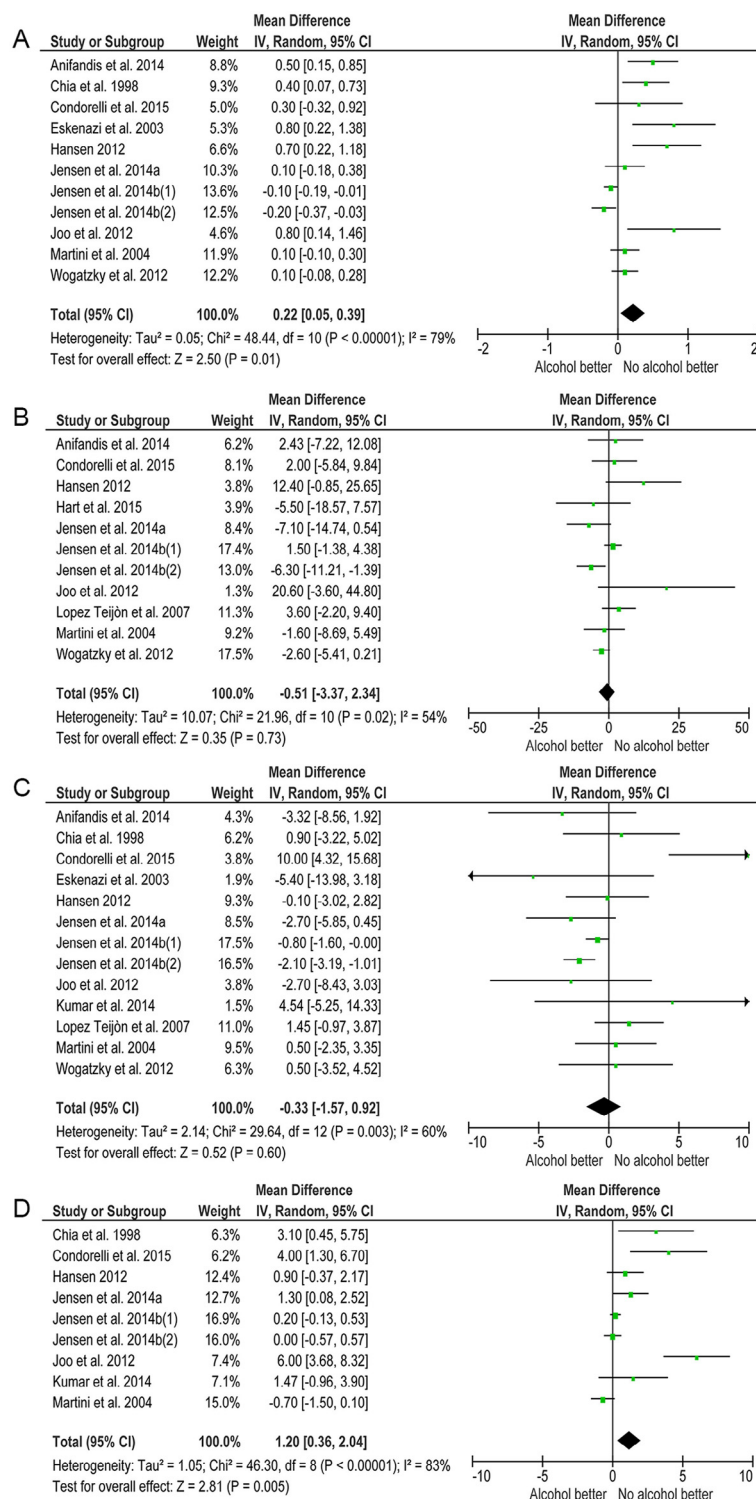 A
Mean Difference Mean Difference
Study or Subgroup Weight IV, Random, 95% CI IV, Random, 95% CI
Anifandis et al. 2014 8.8% 0.50 [0.15, 0.85]
Chia et al. 1998 9.3% 0.40 [0.07, 0.73]
Condorelli et al. 2015 5.0% 0.30 [-0.32, 0.92]
Eskenazi et al. 2003 5.3% 0.80 [0.22, 1.38]
Hansen 2012 6.6% 0.70 [0.22, 1.18]
Jensen et al. 2014a 10.3% 0.10 [-0.18, 0.38]
Jensen et al. 2014b(1) 13.6% -0.10 [-0.19, -0.01]
Jensen et al. 2014b(2) 12.5% -0.20 [-0.37, -0.03]
Joo et al. 2012 4.6% 0.80 [0.14, 1.46]
Martini et al. 2004 11.9% 0.10 [-0.10, 0.30]
Wogatzky et al. 2012 12.2% 0.10 [-0.08, 0.28]
Total (95% CI) 100.0% 0.22 [0.05, 0.39]
Heterogeneity: Tau² = 0.05; Chi² = 48.44, df = 10 (P < 0.00001); I² = 79%
Test for overall effect: Z = 2.50 (P = 0.01)
-2 -1 0 1 2
Alcohol better No alcohol better
B
Mean Difference Mean Difference
Study or Subgroup Weight IV, Random, 95% CI IV, Random, 95% CI
Anifandis et al. 2014 6.2% 2.43 [-7.22, 12.08]
Condorelli et al. 2015 8.1% 2.00 [-5.84, 9.84]
Hansen 2012 3.8% 12.40 [-0.85, 25.65]
Hart et al. 2015 3.9% -5.50 [-18.57, 7.57]
Jensen et al. 2014a 8.4% -7.10 [-14.74, 0.54]
Jensen et al. 2014b(1) 17.4% 1.50 [-1.38, 4.38]
Jensen et al. 2014b(2) 13.0% -6.30 [-11.21, -1.39]
Joo et al. 2012 1.3% 20.60 [-3.60, 44.80]
Lopez Teijòn et al. 2007 11.3% 3.60 [-2.20, 9.40]
Martini et al. 2004 9.2% -1.60 [-8.69, 5.49]
Wogatzky et al. 2012 17.5% -2.60 [-5.41, 0.21]
Total (95% CI) 100.0% -0.51 [-3.37, 2.34]
Heterogeneity: Tau² = 10.07; Chi² = 21.96, df = 10 (P = 0.02); I² = 54%
Test for overall effect: Z = 0.35 (P = 0.73)
-50 -25 0 25 50
Alcohol better No alcohol better
C
Mean Difference Mean Difference
Study or Subgroup Weight IV, Random, 95% CI IV, Random, 95% CI
Anifandis et al. 2014 4.3% -3.32 [-8.56, 1.92]
Chia et al. 1998 6.2% 0.90 [-3.22, 5.02]
Condorelli et al. 2015 3.8% 10.00 [4.32, 15.68]
Eskenazi et al. 2003 1.9% -5.40 [-13.98, 3.18]
Hansen 2012 9.3% -0.10 [-3.02, 2.82]
Jensen et al. 2014a 8.5% -2.70 [-5.85, 0.45]
Jensen et al. 2014b(1) 17.5% -0.80 [-1.60, -0.00]
Jensen et al. 2014b(2) 16.5% -2.10 [-3.19, -1.01]
Joo et al. 2012 3.8% -2.70 [-8.43, 3.03]
Kumar et al. 2014 1.5% 4.54 [-5.25, 14.33]
Lopez Teijòn et al. 2007 11.0% 1.45 [-0.97, 3.87]
Martini et al. 2004 9.5% 0.50 [-2.35, 3.35]
Wogatzky et al. 2012 6.3% 0.50 [-3.52, 4.52]
Total (95% CI) 100.0% -0.33 [-1.57, 0.92]
Heterogeneity: Tau² = 2.14; Chi² = 29.64, df = 12 (P = 0.003); I² = 60%
Test for overall effect: Z = 0.52 (P = 0.60)
-10 -5 0 5 10
Alcohol better No alcohol better
D
Mean Difference Mean Difference
Study or Subgroup Weight IV, Random, 95% CI IV, Random, 95% CI
Chia et al. 1998 6.3% 3.10 [0.45, 5.75]
Condorelli et al. 2015 6.2% 4.00 [1.30, 6.70]
Hansen 2012 12.4% 0.90 [-0.37, 2.17]
Jensen et al. 2014a 12.7% 1.30 [0.08, 2.52]
Jensen et al. 2014b(1) 16.9% 0.20 [-0.13, 0.53]
Jensen et al. 2014b(2) 16.0% 0.00 [-0.57, 0.57]
Joo et al. 2012 7.4% 6.00 [3.68, 8.32]
Kumar et al. 2014 7.1% 1.47 [-0.96, 3.90]
Martini et al. 2004 15.0% -0.70 [-1.50, 0.10]
Total (95% CI) 100.0% 1.20 [0.36, 2.04]
Heterogeneity: Tau² = 1.05; Chi² = 46.30, df = 8 (P < 0.00001); I² = 83%
Test for overall effect: Z = 2.81 (P = 0.005)
-10 -5 0 5 10
Alcohol better No alcohol better